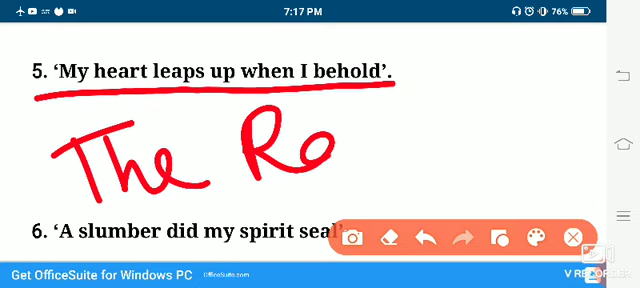 7:17 PM
76%
5. ‘My heart leaps up when I behold’.
The Ro
6. ‘A slumber did my spirit seal’
Get OfficeSuite for Windows PC OfficeSuite.com
V RECORDER